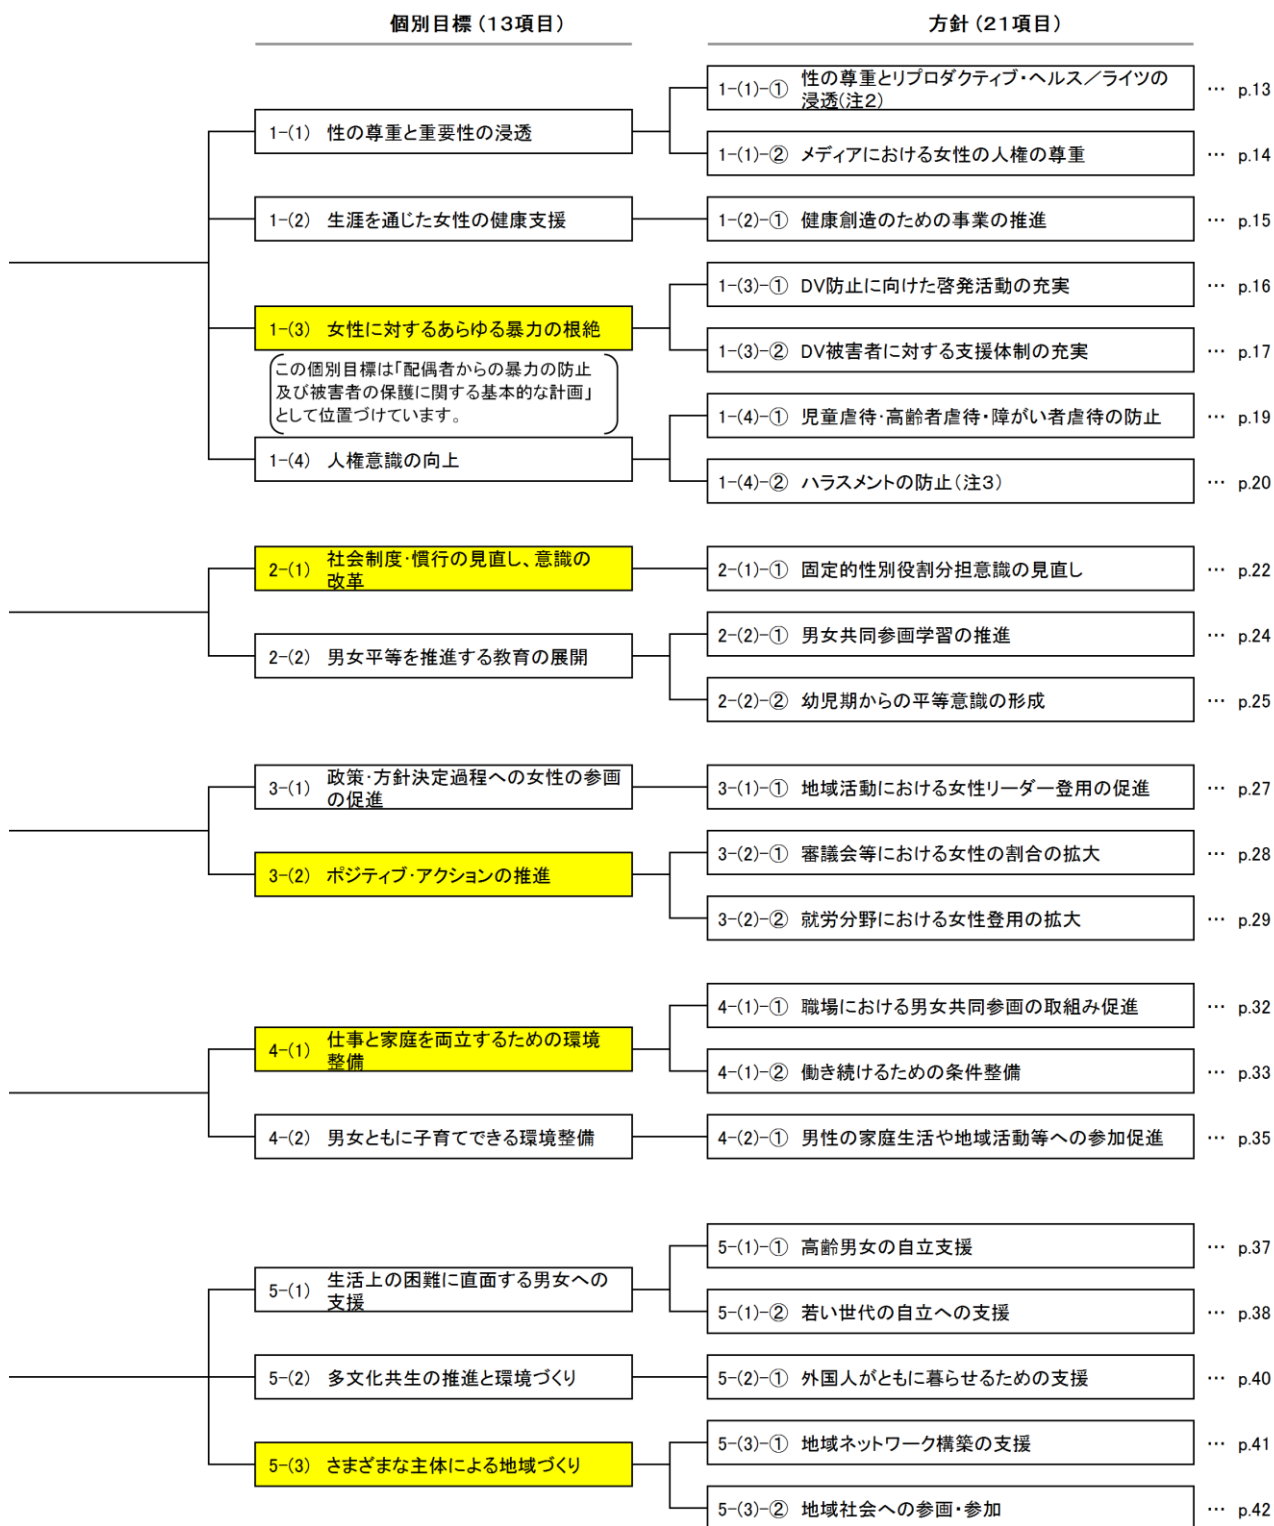 個別目標（13項目）
方針（21項目）
1-(1) 性の尊重と重要性の浸透
1-(1)-① 性の尊重とリプロダクティブ・ヘルス／ライツの
浸透(注2)
… p.13
1-(1)-② メディアにおける女性の人権の尊重
… p.14
1-(2) 生涯を通じた女性の健康支援
1-(2)-① 健康創造のための事業の推進
… p.15
1-(3) 女性に対するあらゆる暴力の根絶
この個別目標は「配偶者からの暴力の防止
及び被害者の保護に関する基本的な計画」
として位置づけています。
1-(3)-① DV防止に向けた啓発活動の充実
… p.16
1-(3)-② DV被害者に対する支援体制の充実
… p.17
1-(4) 人権意識の向上
1-(4)-① 児童虐待・高齢者虐待・障がい者虐待の防止
… p.19
1-(4)-② ハラスメントの防止（注3）
… p.20
2-(1) 社会制度・慣行の見直し、意識の
改革
2-(1)-① 固定的性別役割分担意識の見直し
… p.22
2-(2) 男女平等を推進する教育の展開
2-(2)-① 男女共同参画学習の推進
… p.24
2-(2)-② 幼児期からの平等意識の形成
… p.25
3-(1) 政策・方針決定過程への女性の参画
の促進
3-(1)-① 地域活動における女性リーダー登用の促進
… p.27
3-(2) ポジティブ・アクションの推進
3-(2)-① 審議会等における女性の割合の拡大
… p.28
3-(2)-② 就労分野における女性登用の拡大
… p.29
4-(1) 仕事と家庭を両立するための環境
整備
4-(1)-① 職場における男女共同参画の取組み促進
… p.32
4-(1)-② 働き続けるための条件整備
… p.33
4-(2) 男女ともに子育てできる環境整備
4-(2)-① 男性の家庭生活や地域活動等への参加促進
… p.35
5-(1) 生活上の困難に直面する男女への
支援
5-(1)-① 高齢男女の自立支援
… p.37
5-(1)-② 若い世代の自立への支援
… p.38
5-(2) 多文化共生の推進と環境づくり
5-(2)-① 外国人がともに暮らせるための支援
… p.40
5-(3) さまざまな主体による地域づくり
5-(3)-① 地域ネットワーク構築の支援
… p.41
5-(3)-② 地域社会への参画・参加
… p.42